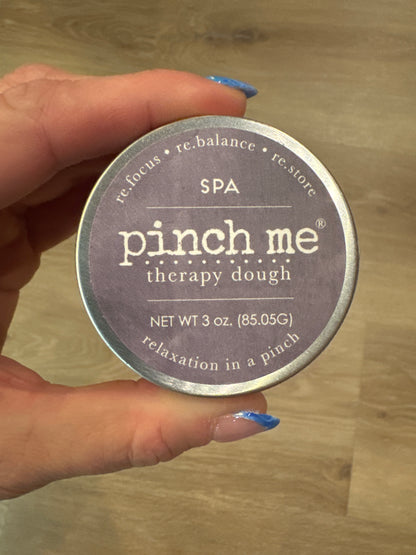 re.focus • re.balance • re.store
SPA
pinch me®
therapy dough
NET WT 3 oz. (85.05G)
relaxation in a pinch